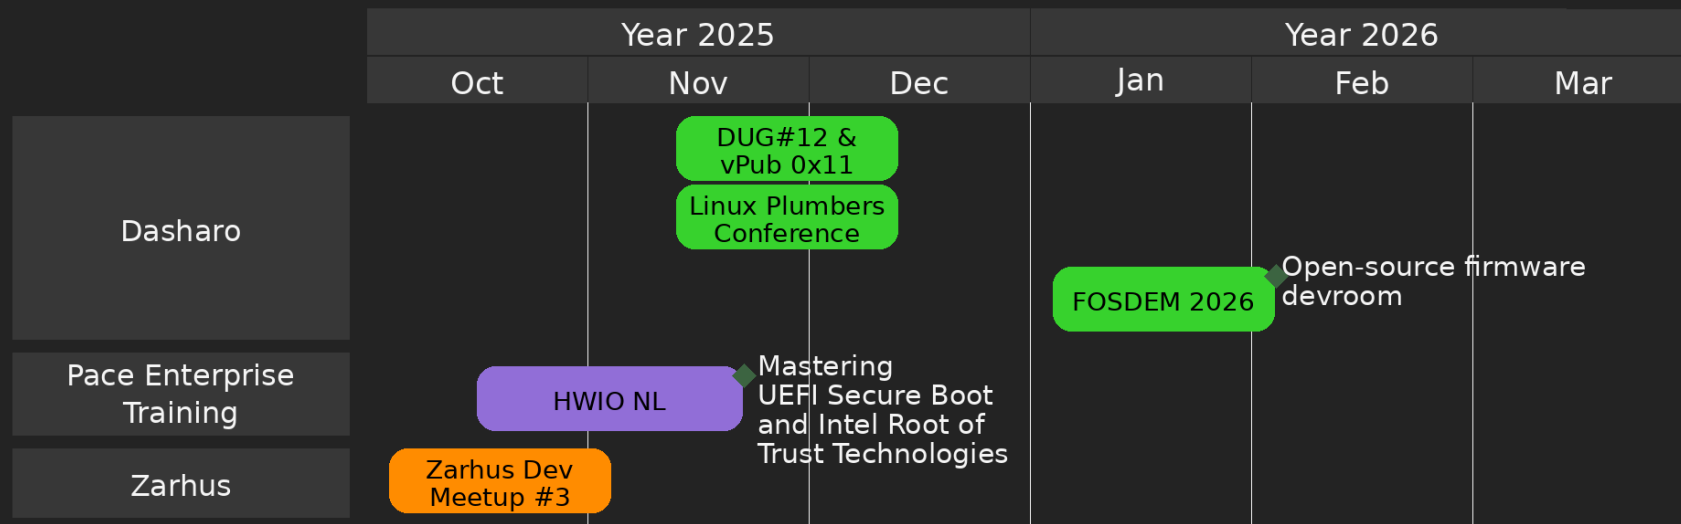 Year 2025
Year 2026
Oct
Nov
Dec
Jan
Feb
Mar
Dasharo
DUG#12 &
vPub 0x11
Linux Plumbers
Conference
FOSDEM 2026
Open-source firmware
devroom
Pace Enterprise
Training
HWIO NL
Mastering
UEFI Secure Boot
and Intel Root of
Trust Technologies
Zarhus
Zarhus Dev
Meetup #3